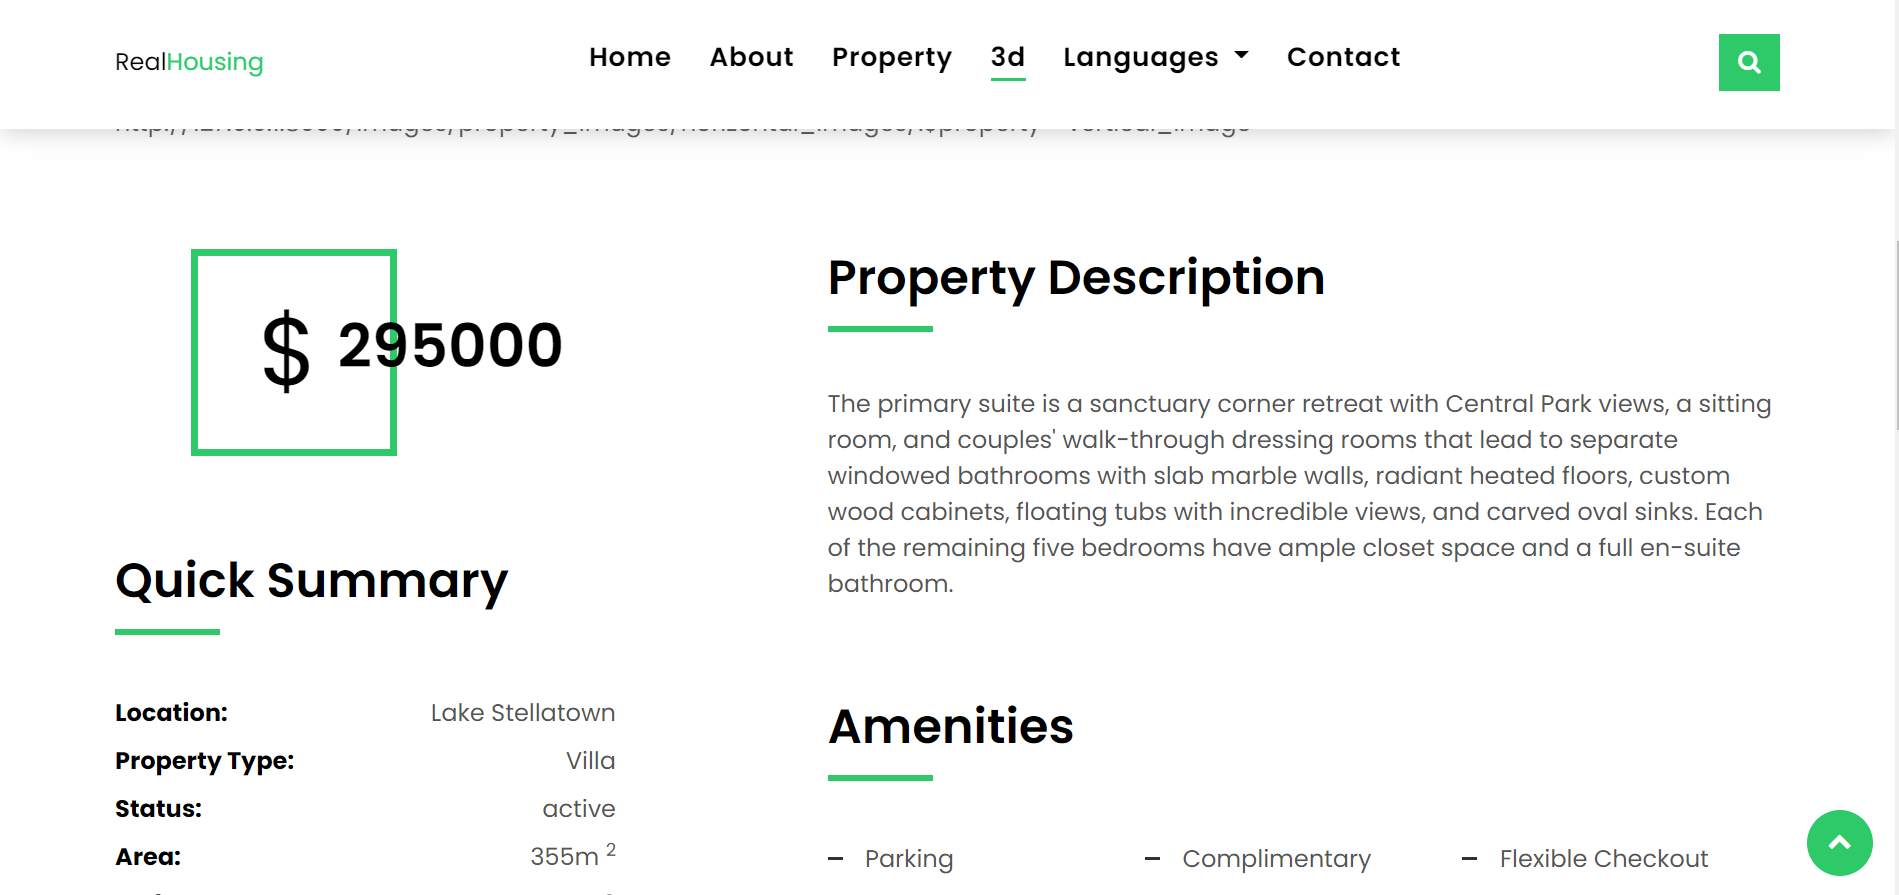 RealHousing
Home About Property 3d Languages Contact
$ 295000
Quick Summary
Location: Lake Stellatown
Property Type: Villa
Status: active
Area: 355m 2
Property Description
The primary suite is a sanctuary corner retreat with Central Park views, a sitting
room, and couples' walk-through dressing rooms that lead to separate
windowed bathrooms with slab marble walls, radiant heated floors, custom
wood cabinets, floating tubs with incredible views, and carved oval sinks. Each
of the remaining five bedrooms have ample closet space and a full en-suite
bathroom.
Amenities
Parking
Complimentary
Flexible Checkout